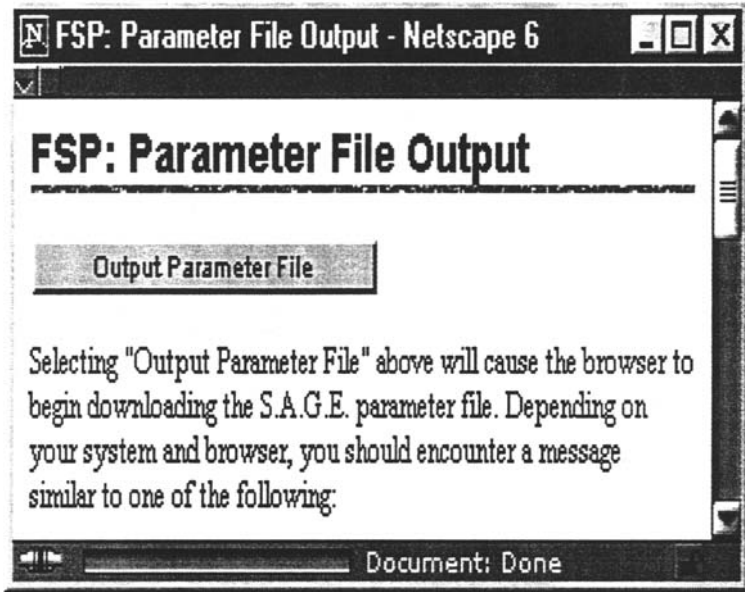 N FSP: Parameter File Output - Netscape 6
FSP: Parameter File Output
Output Parameter File
Selecting "Output Parameter File" above will cause the browser to
begin downloading the S.A.G.E. parameter file. Depending on
your system and browser, you should encounter a message
similar to one of the following:
Document: Done